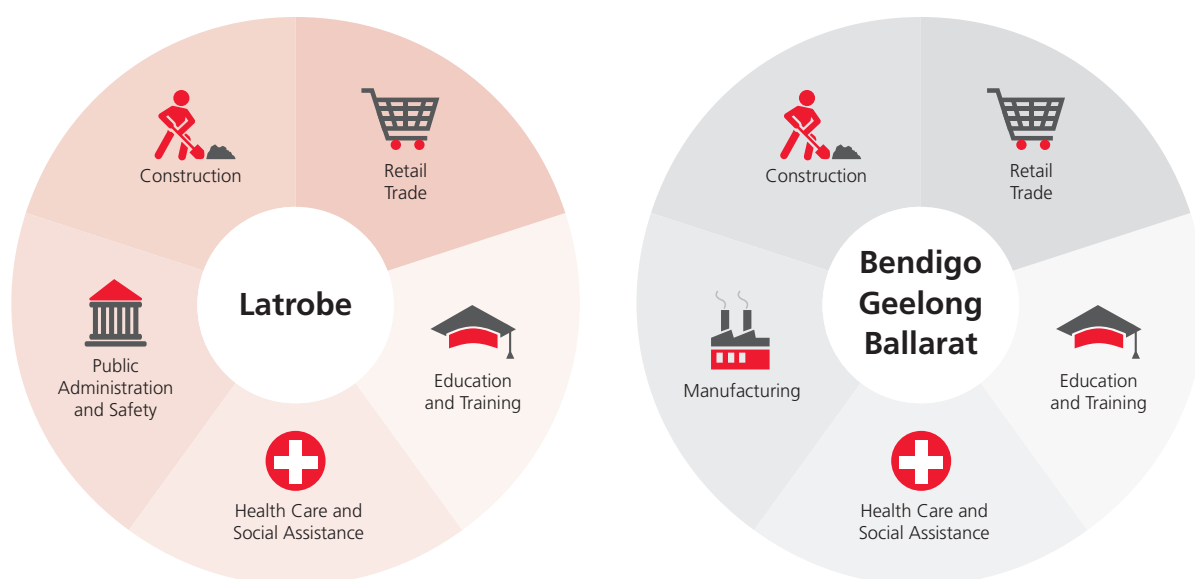 Construction
Retail
Trade
Latrobe
Public
Administration
and Safety
Education
and Training
Health Care and
Social Assistance
Construction
Retail
Trade
Bendigo
Geelong
Ballarat
Manufacturing
Education
and Training
Health Care and
Social Assistance